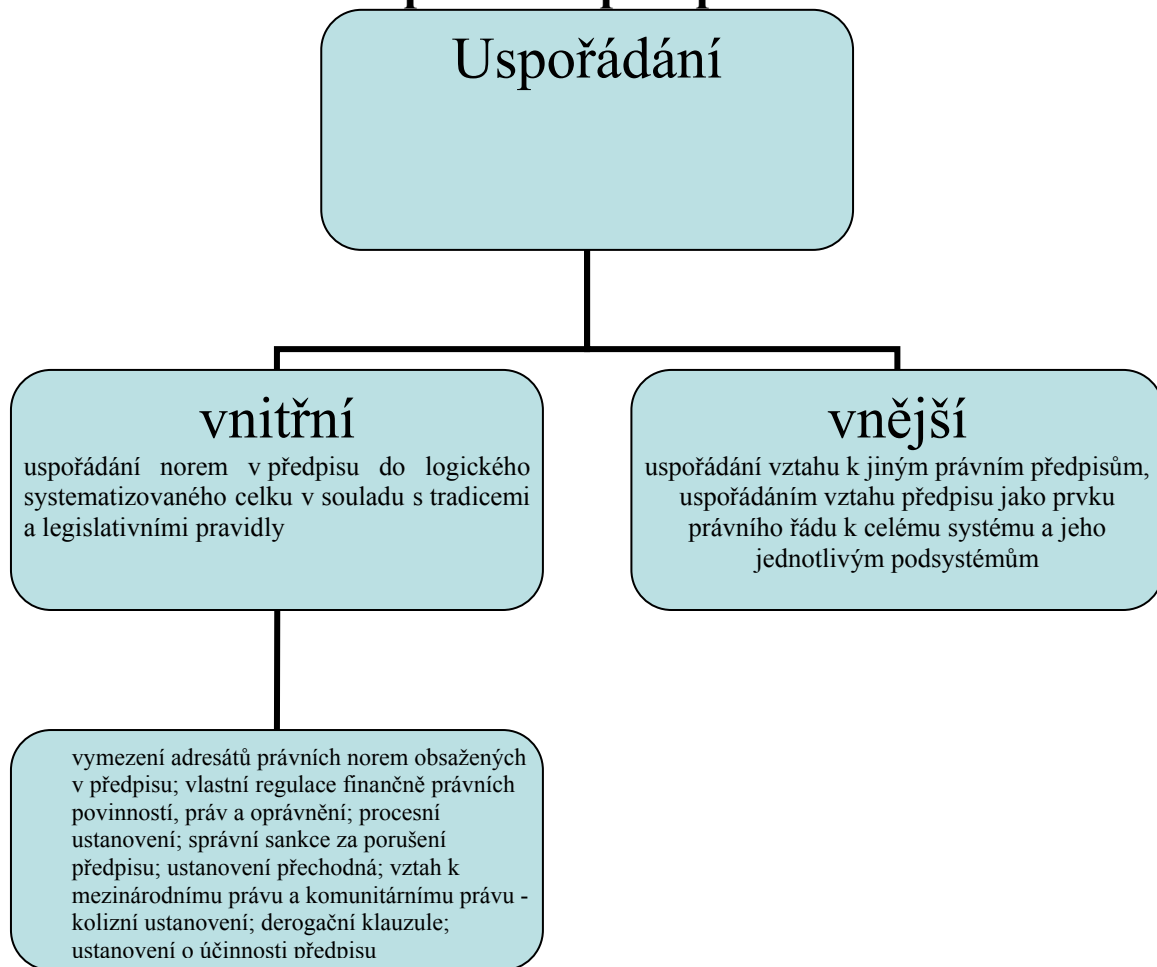 Uspořádání
vnitřní
uspořádání norem v předpisu do logického
systematizovaného celku v souladu s tradicemi
a legislativními pravidly
vnější
uspořádání vztahu k jiným právním předpisům,
uspořádáním vztahu předpisu jako prvku
právního řádu k celému systému a jeho
jednotlivým podsystémům
vymezení adresátů právních norem obsažených
v předpisu; vlastní regulace finančně právních
povinností, práv a oprávnění; procesní
ustanovení; správní sankce za porušení
předpisu; ustanovení přechodná; vztah k
mezinárodnímu právu a komunitárnímu právu -
kolizní ustanovení; derogační klauzule;
ustanovení o účinnosti předpisu